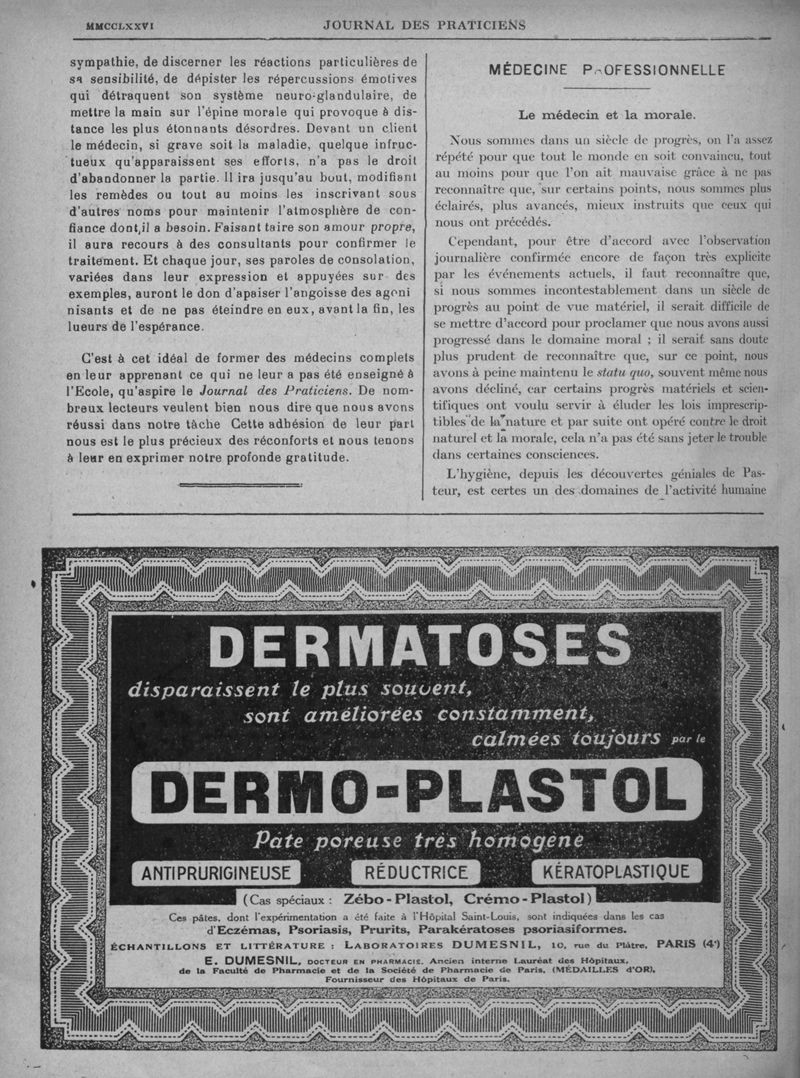 MMCCLXXVI
JOURNAL DES PRATICIENS
sympathie, de discerner les réactions particulières de
sa sensibilité, de dépister les répercussions émotives
qui détraquent son système neuro-glandulaire, de
mettre la main sur l'épine morale qui provoque à dis-
tance les plus étonnants désordres. Devant un client
le médecin, si grave soit la maladie, quelque infruc-
tueux qu'apparaissent ses efforts, n'a pas le droit
d'abandonner la partie. Il ira jusqu'au bout, modifiant
les remèdes ou tout au moins les inscrivant sous
d'autres noms pour maintenir l'atmosphère de con-
fiance dont,il a besoin. Faisant taire son amour propre,
il aura recours à des consultants pour confirmer le
traitement. Et chaque jour, ses paroles de consolation,
variées dans leur expression et appuyées sur des
exemples, auront le don d'apaiser l'angoisse des agoni
nisants et de ne pas éteindre en eux, avant la fin, les
lueurs de l'espérance.
C'est à cet idéal de former des médecins complets
en leur apprenant ce qui ne leur a pas été enseigné à
l'Ecole, qu'aspire le Journal des Praticiens. De nom-
breux lecteurs veulent bien nous dire que nous avons
réussi dans notre tâche Cette adhésion de leur part
nous est le plus précieux des réconforts et nous tenons
à leur en exprimer notre profonde gratitude.
MÉDECINE P OFESSIONNELLE
Le médecin et la morale.
Nous sommes dans un siècle de progrès, on l'a assez
répété pour que tout le monde en soit convaincu, tout
au moins pour que l'on ait mauvaise grâce à ne pas
reconnaître que, sur certains points, nous sommes plus
éclairés, plus avancés, mieux instruits que ceux qui
nous ont précédés.
Cependant, pour être d'accord avec l'observation
journalière confirmée encore de façon très explicite
par les événements actuels, il faut reconnaître que,
si nous sommes incontestablement dans un siècle de
progrès au point de vue matériel, il serait difficile de
se mettre d'accord pour proclamer que nous avons aussi
progressé dans le domaine moral ; il serait sans doute
plus prudent de reconnaître que, sur ce point, nous
avons à peine maintenu le statu quo, souvent même nous
avons décliné, car certains progrès matériels et scien-
tifiques ont voulu servir à éluder les lois imprescrip-
tibles de la nature et par suite ont opéré contre le droit
naturel et la morale, cela n'a pas été sans jeter le trouble
dans certaines consciences.
L'hygiène, depuis les découvertes géniales de Pas-
teur, est certes un des domaines de l'activité humaine
DERMATOSES
disparaissent le plus souvent,
sont améliorées constamment,
calmées toujours par le
DERMO-PLASTOL
Pate poreuse très homogène
ANTIPRURIGINEUSE RÉDUCTRICE KÉRATOPLASTIQUE
(Cas spéciaux : Zébo-Plastol, Crémo-Plastol)
Ces pâtes, dont l'expérimentation a été faite à l'Hôpital Saint-Louis, sont indiquées dans les cas
d'Eczémas, Psoriasis, Prurits, Parakératoses psoriasiformes.
ÉCHANTILLONS ET LITTÉRATURE : LABORATOIRES DUMESNIL, 10, rue du Plâtre, PARIS (4e)
E. DUMESNIL, DOCTEUR EN PHARMACIE, Ancien interne Lauréat des Hôpitaux,
de la Faculté de Pharmacie et de la Société de Pharmacie de Paris, (MÉDAILLES d'OR),
Fournisseur des Hôpitaux de Paris.